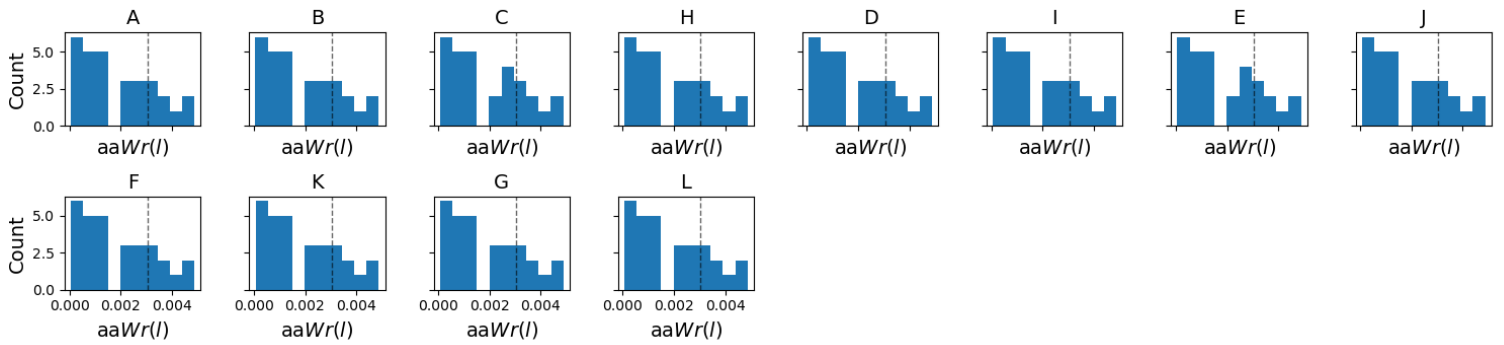 A B C H D I E J
Count 5.0 2.5 0.0
aaWr(l) aaWr(l) aaWr(l) aaWr(l) aaWr(l) aaWr(l) aaWr(l) aaWr(l)
F K G L
Count 5.0 2.5 0.0
0.000 0.002 0.004 0.000 0.002 0.004 0.000 0.002 0.004 0.000 0.002 0.004
aaWr(l) aaWr(l) aaWr(l) aaWr(l)